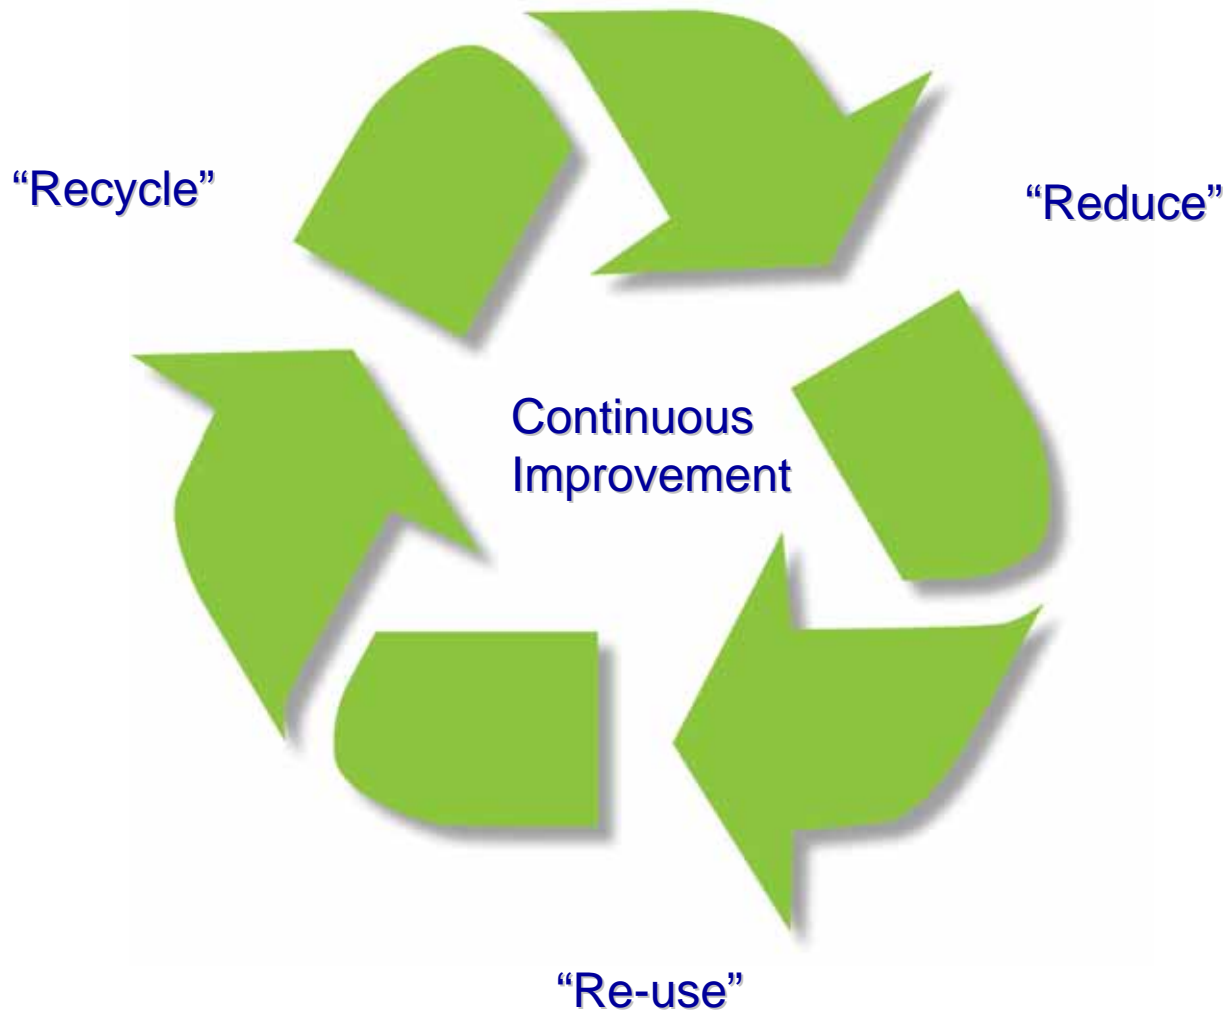 “Recycle”
“Reduce”
Continuous
Improvement
“Re-use”